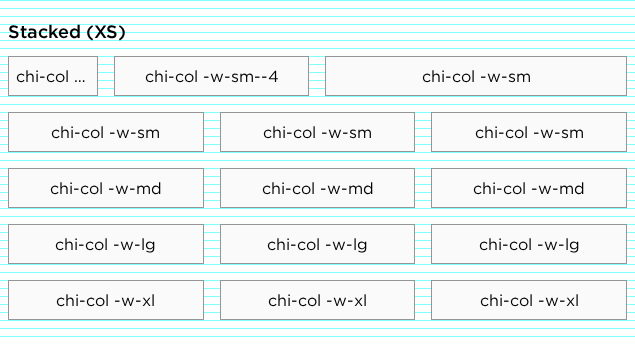 Stacked (XS)
chi-col ... chi-col -w-sm--4 chi-col -w-sm
chi-col -w-sm chi-col -w-sm chi-col -w-sm
chi-col -w-md chi-col -w-md chi-col -w-md
chi-col -w-lg chi-col -w-lg chi-col -w-lg
chi-col -w-xl chi-col -w-xl chi-col -w-xl